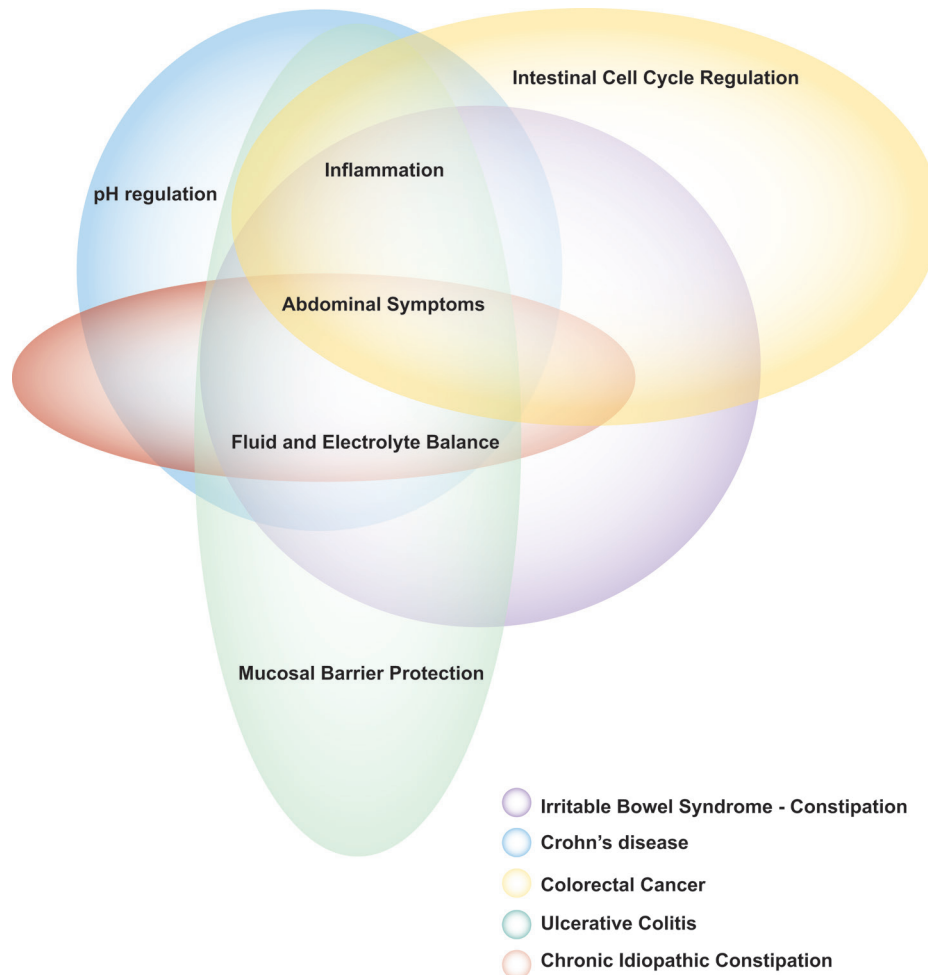 Intestinal Cell Cycle Regulation
Inflammation
pH regulation
Abdominal Symptoms
Fluid and Electrolyte Balance
Mucosal Barrier Protection
Irritable Bowel Syndrome - Constipation
Crohn’s disease
Colorectal Cancer
Ulcerative Colitis
Chronic Idiopathic Constipation